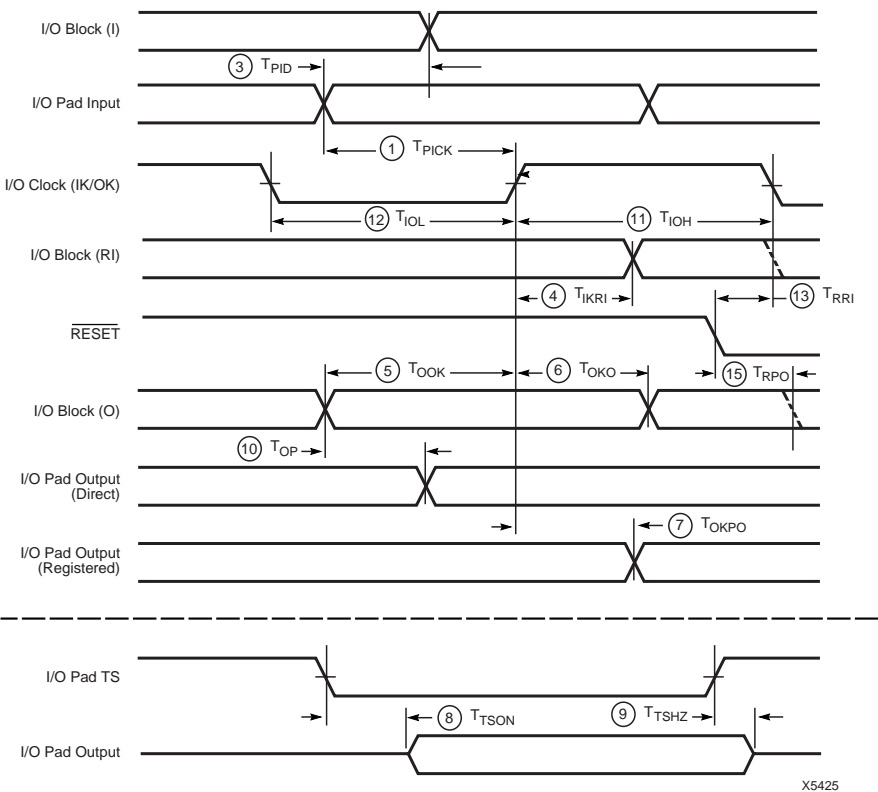 I/O Block (I)
3 TPID
I/O Pad Input
1 TPICK
I/O Clock (IK/OK)
12 TIOL
11 TIOH
I/O Block (RI)
4 TIKRI
13 TRRI
RESET
5 TOOK
6 TOKO
15 TRPO
I/O Block (O)
10 TOP
I/O Pad Output
(Direct)
7 TOKPO
I/O Pad Output
(Registered)
I/O Pad TS
8 TTSON
9 TTSHZ
I/O Pad Output
X5425